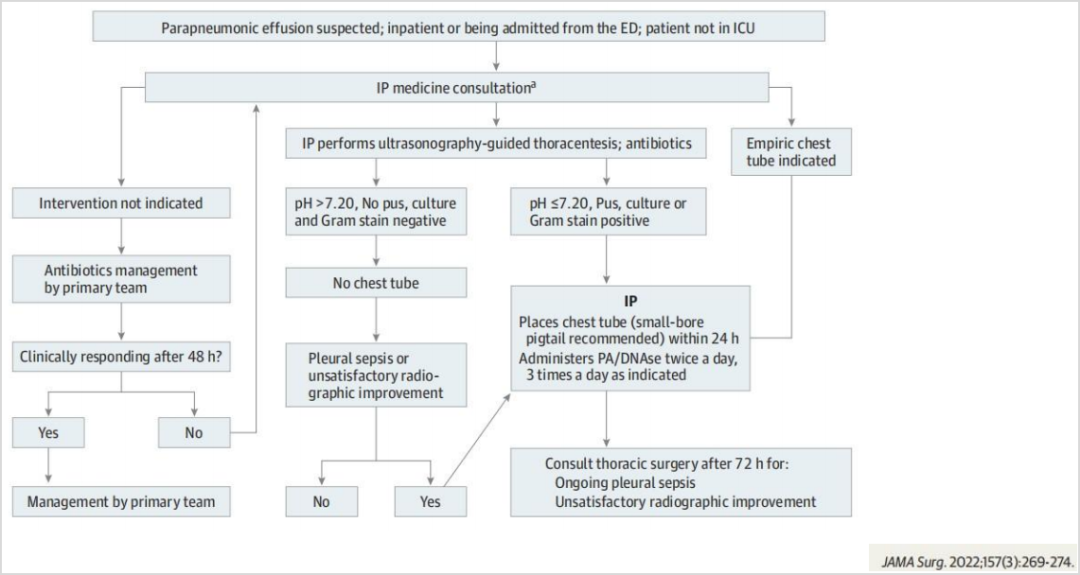 Parapneumonic effusion suspected; inpatient or being admitted from the ED; patient not in ICU
IP medicine consultationª
IP performs ultrasonography-guided thoracentesis; antibiotics
Empiric chest
tube indicated
Intervention not indicated
pH >7.20, No pus, culture
and Gram stain negative
pH ≤7.20, Pus, culture or
Gram stain positive
Antibiotics management
by primary team
No chest tube
IP
Places chest tube (small-bore
pigtail recommended) within 24 h
Administers PA/DNAse twice a day,
3 times a day as indicated
Clinically responding after 48 h?
Pleural sepsis or
unsatisfactory radio-
graphic improvement
Yes
No
Consult thoracic surgery after 72 h for:
Ongoing pleural sepsis
Unsatisfactory radiographic improvement
Management by primary team
No
Yes
JAMA Surg. 2022;157(3):269-274.